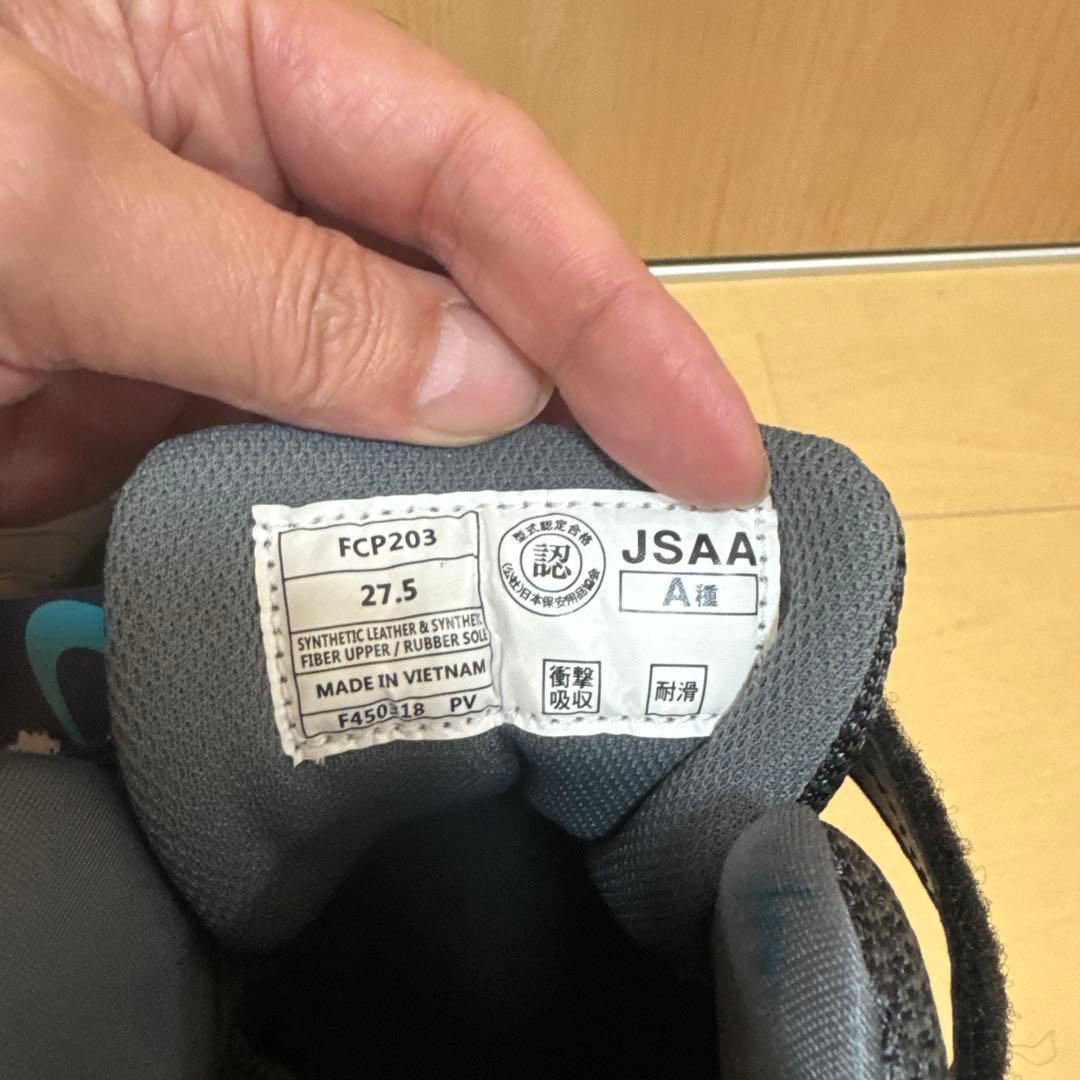 FCP203
27.5
SYNTHETIC LEATHER & SYNTHETIC
FIBER UPPER / RUBBER SOLE
MADE IN VIETNAM
PV
型式認定合格
認
(公社)日本保安用品協会
JSAA
A種
衝撃
吸収
耐滑